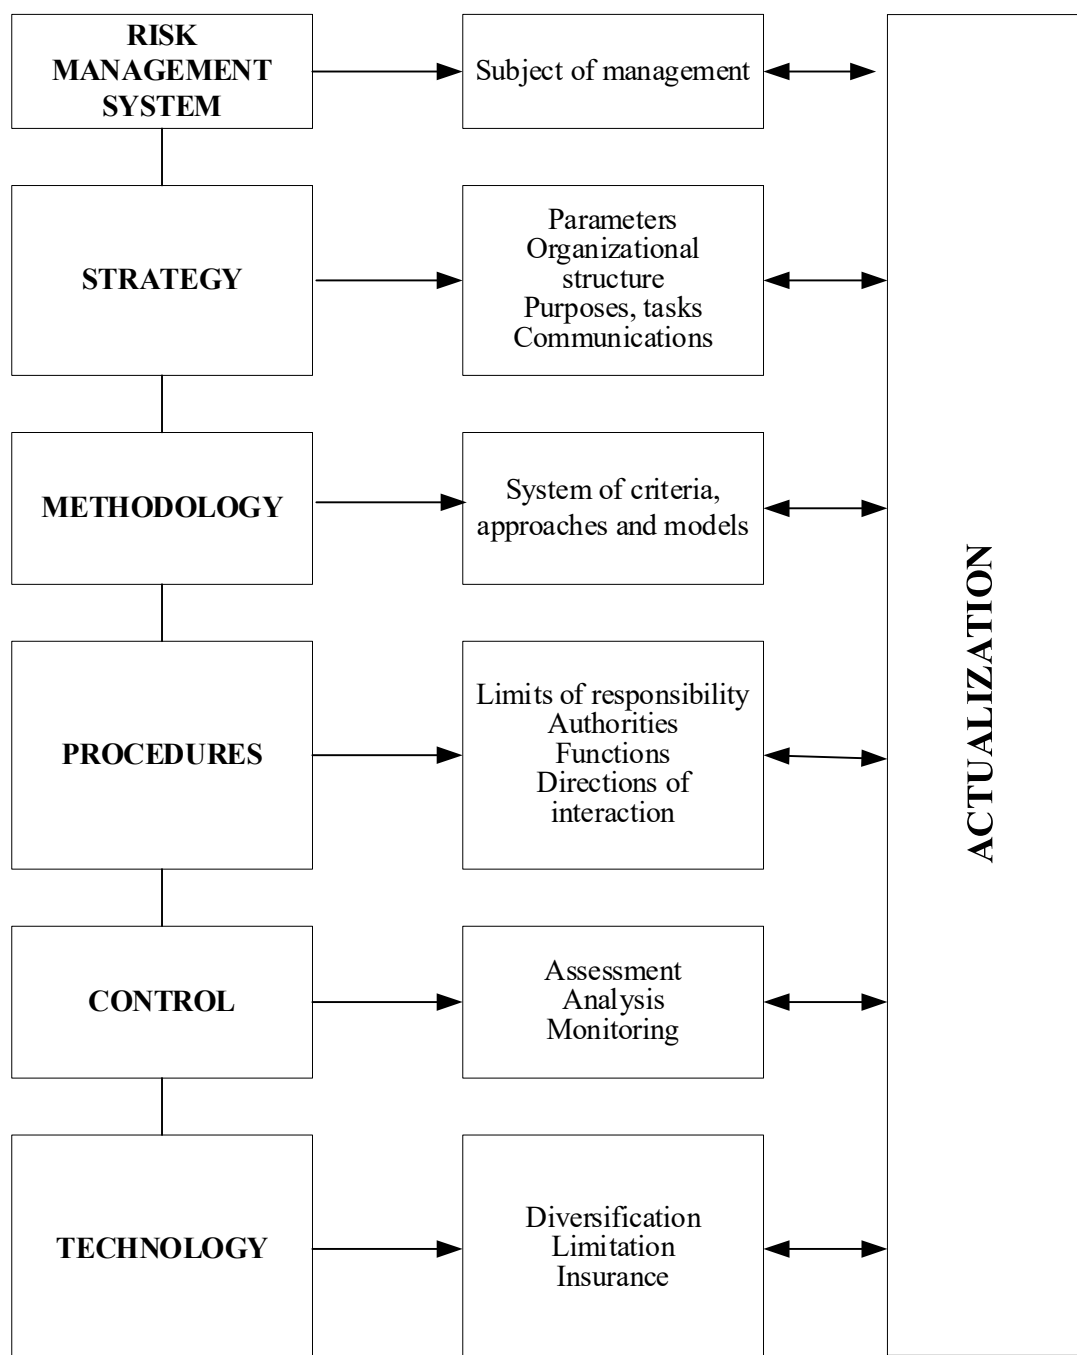 RISK
MANAGEMENT
SYSTEM
Subject of management
STRATEGY
Parameters
Organizational
structure
Purposes, tasks
Communications
METHODOLOGY
System of criteria,
approaches and models
PROCEDURES
Limits of responsibility
Authorities
Functions
Directions of
interaction
CONTROL
Assessment
Analysis
Monitoring
TECHNOLOGY
Diversification
Limitation
Insurance
ACTUALIZATION